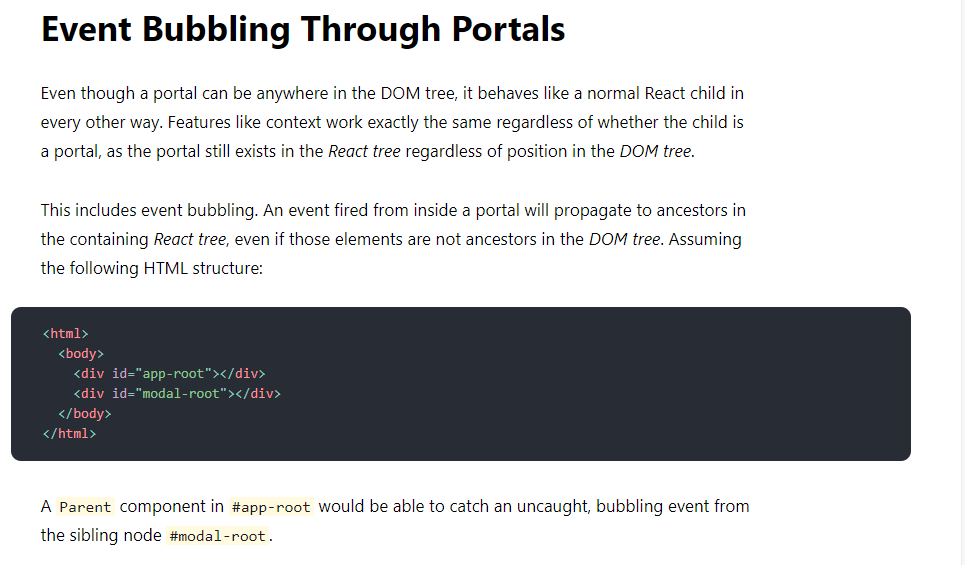 Event Bubbling Through Portals
Even though a portal can be anywhere in the DOM tree, it behaves like a normal React child in
every other way. Features like context work exactly the same regardless of whether the child is
a portal, as the portal still exists in the React tree regardless of position in the DOM tree.
This includes event bubbling. An event fired from inside a portal will propagate to ancestors in
the containing React tree, even if those elements are not ancestors in the DOM tree. Assuming
the following HTML structure:
<html>
  <body>
    <div id="app-root"></div>
    <div id="modal-root"></div>
  </body>
</html>
A Parent component in #app-root would be able to catch an uncaught, bubbling event from
the sibling node #modal-root.